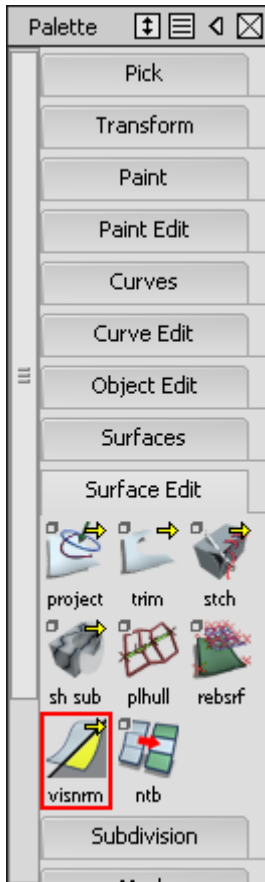 Palette
Pick
Transform
Paint
Paint Edit
Curves
Curve Edit
Object Edit
Surfaces
Surface Edit
project trim stch
sh sub plhull rebsrf
visnrm ntb
Subdivision